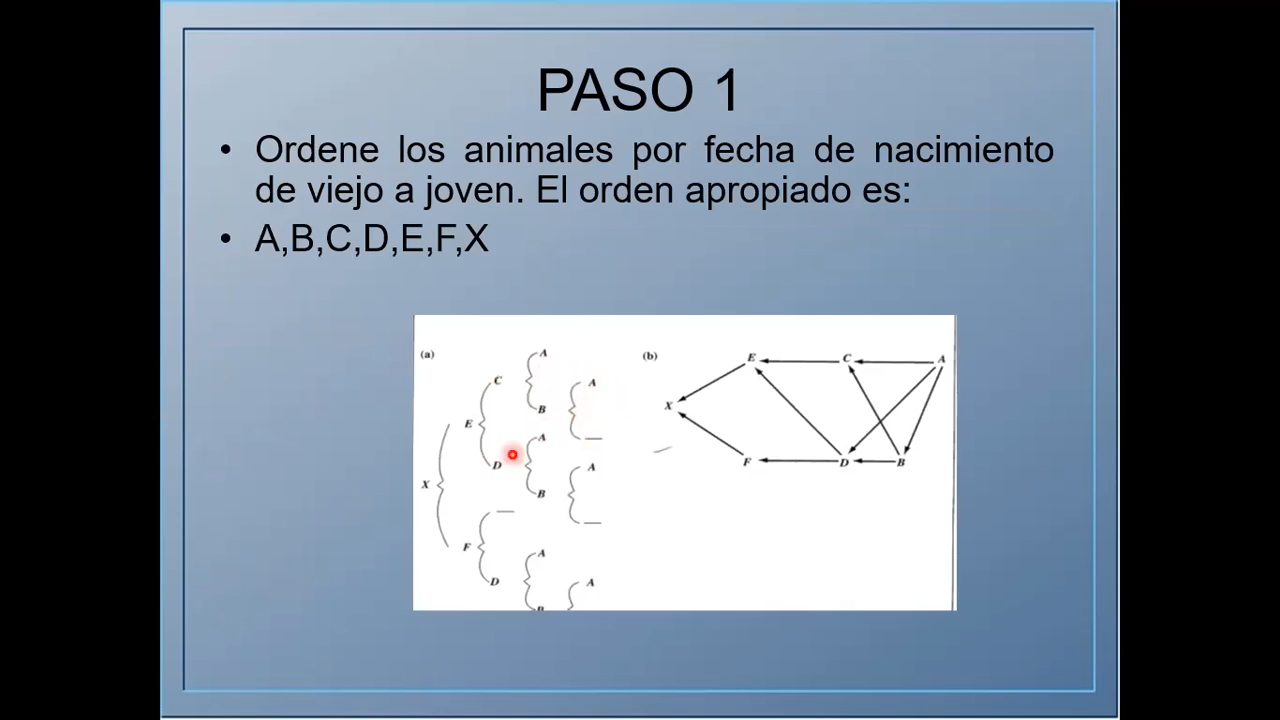 PASO 1
• Ordene los animales por fecha de nacimiento
de viejo a joven. El orden apropiado es:
• A,B,C,D,E,F,X
(a)
A
C
A
E
B
D
A
A
X
B
F
A
D
A
B
(b)
E
C
A
X
F
D
B